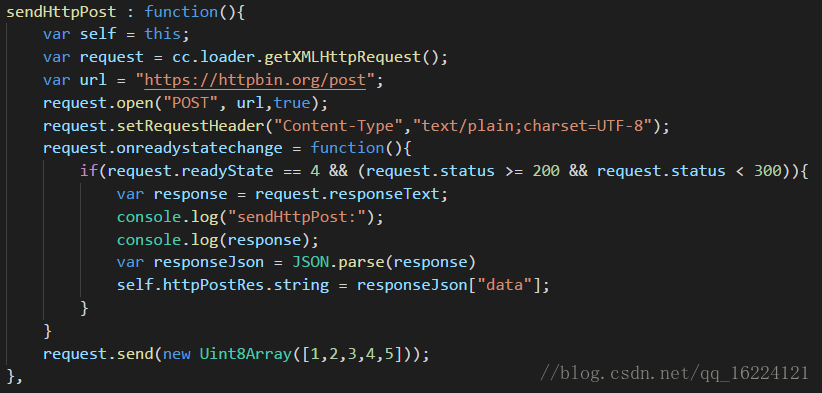 sendHttpPost : function(){
    var self = this;
    var request = cc.loader.getXMLHttpRequest();
    var url = "https://httpbin.org/post";
    request.open("POST", url,true);
    request.setRequestHeader("Content-Type","text/plain;charset=UTF-8");
    request.onreadystatechange = function(){
        if(request.readyState == 4 && (request.status >= 200 && request.status < 300)){
            var response = request.responseText;
            console.log("sendHttpPost:");
            console.log(response);
            var responseJson = JSON.parse(response)
            self.httpPostRes.string = responseJson["data"];
        }
    }
    request.send(new Uint8Array([1,2,3,4,5]));
},
//blog.csdn.net/qq_16224121